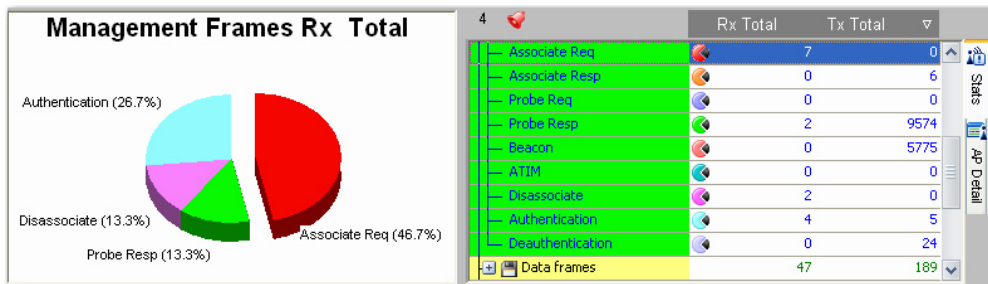 Management Frames Rx Total
Authentication (26.7%)
Disassociate (13.3%)
Probe Resp (13.3%)
Associate Req (46.7%)
4 Rx Total Tx Total
Associate Req 7 0
Associate Resp 0 6
Probe Req 0 0
Probe Resp 2 9574
Beacon 0 5775
ATIM 0 0
Disassociate 2 0
Authentication 4 5
Deauthentication 0 24
Data frames 47 189
Stats
AP Detail